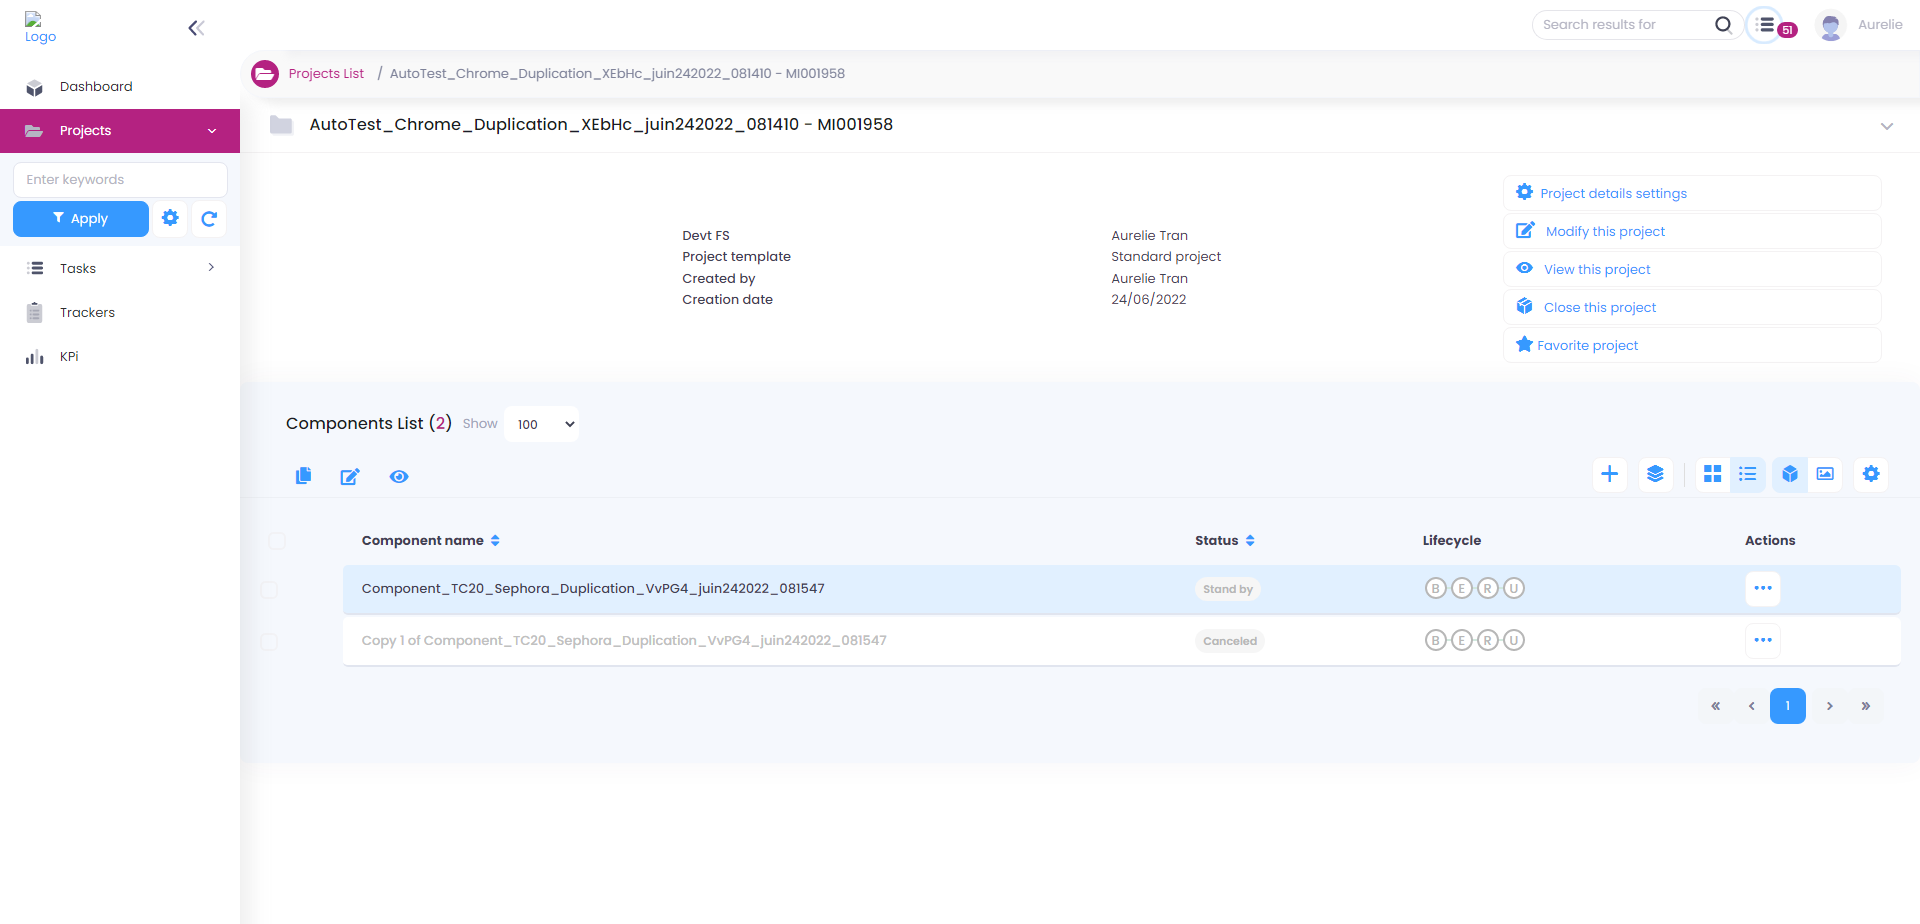 Logo
Search results for
51
Aurelie
Dashboard
Projects
Enter keywords
Apply
Tasks
Trackers
KPi
Projects List / AutoTest_Chrome_Duplication_XEbHc_juin242022_081410 - MI001958
AutoTest_Chrome_Duplication_XEbHc_juin242022_081410 - MI001958
Devt FS Aurelie Tran
Project template Standard project
Created by Aurelie Tran
Creation date 24/06/2022
Project details settings
Modify this project
View this project
Close this project
Favorite project
Components List (2) Show 100
Component name Status Lifecycle Actions
Component_TC20_Sephora_Duplication_VvPG4_juin242022_081547 Stand by B E R U
Copy 1 of Component_TC20_Sephora_Duplication_VvPG4_juin242022_081547 Canceled B E R U
« ‹ 1 › »